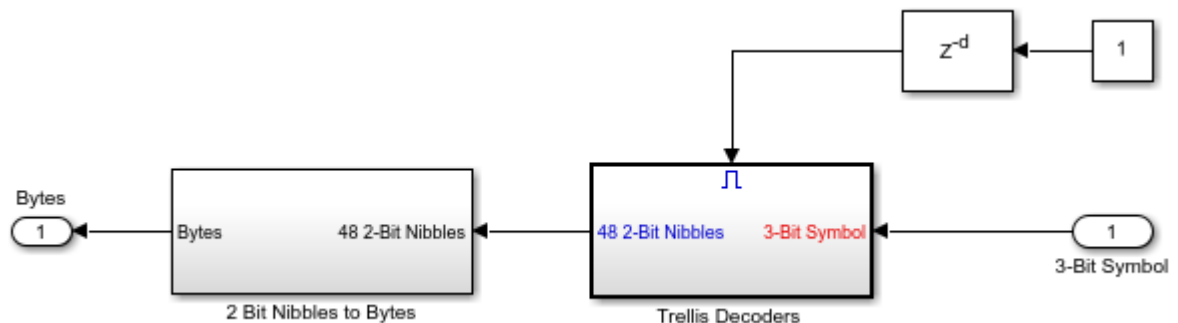 z-d
1
Bytes
1
Bytes
48 2-Bit Nibbles
48 2-Bit Nibbles
3-Bit Symbol
1
3-Bit Symbol
2 Bit Nibbles to Bytes
Trellis Decoders